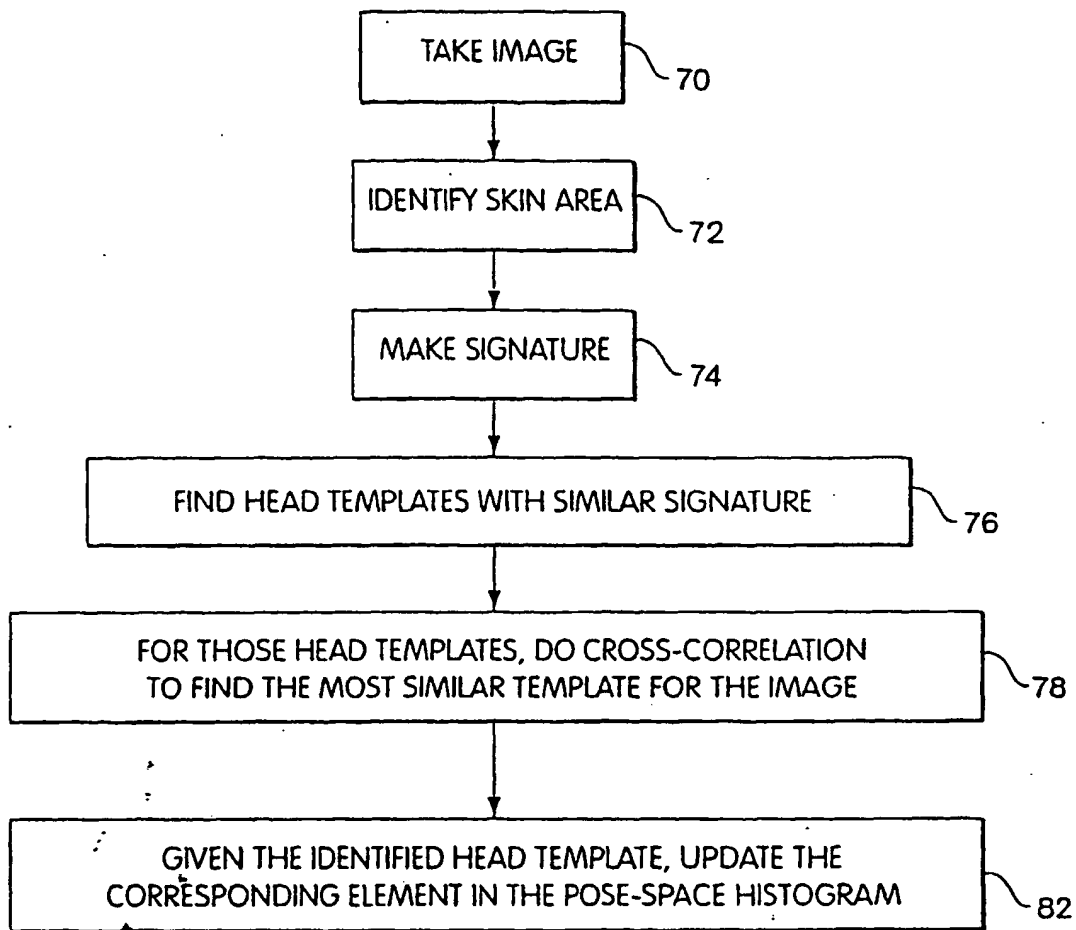 TAKE IMAGE
70
IDENTIFY SKIN AREA
72
MAKE SIGNATURE
74
FIND HEAD TEMPLATES WITH SIMILAR SIGNATURE
76
FOR THOSE HEAD TEMPLATES, DO CROSS-CORRELATION
TO FIND THE MOST SIMILAR TEMPLATE FOR THE IMAGE
78
GIVEN THE IDENTIFIED HEAD TEMPLATE, UPDATE THE
CORRESPONDING ELEMENT IN THE POSE-SPACE HISTOGRAM
82